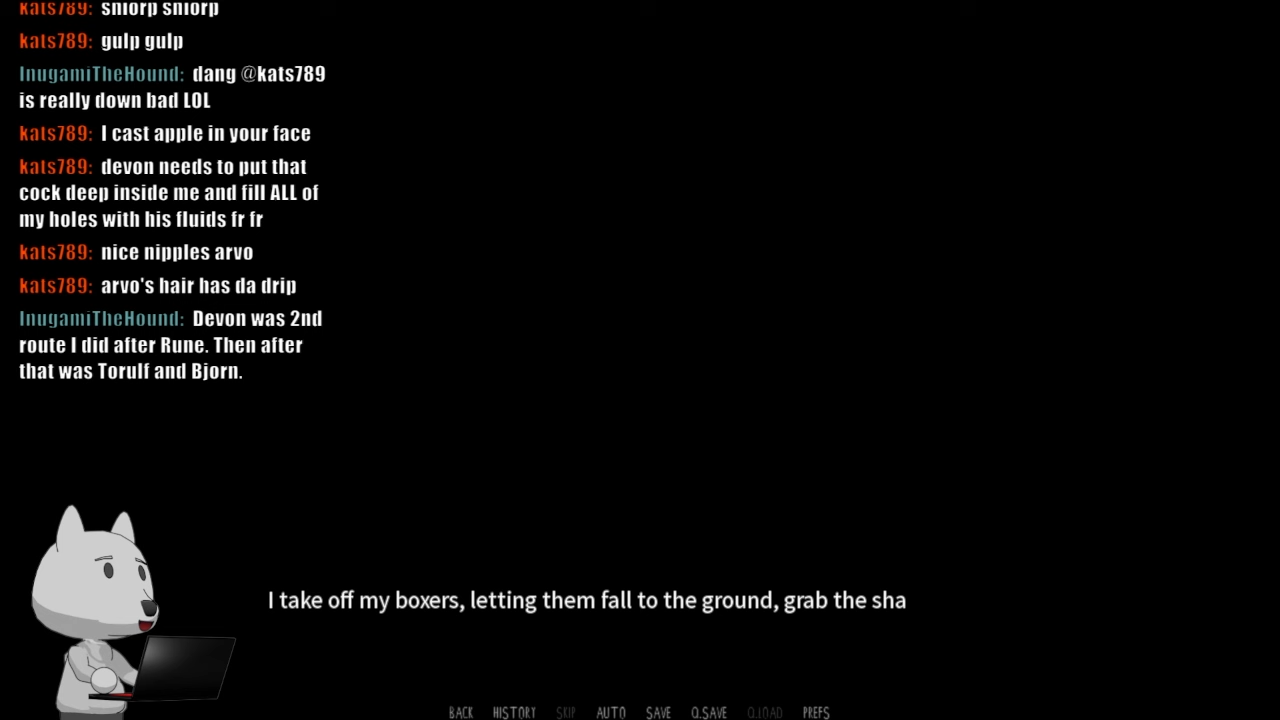 kats789: shlorp shlorp
kats789: gulp gulp
InugamiTheHound: dang @kats789
is really down bad LOL
kats789: I cast apple in your face
kats789: devon needs to put that
cock deep inside me and fill ALL of
my holes with his fluids fr fr
kats789: nice nipples arvo
kats789: arvo's hair has da drip
InugamiTheHound: Devon was 2nd
route I did after Rune. Then after
that was Torulf and Bjorn.
I take off my boxers, letting them fall to the ground, grab the sha
BACK HISTORY SKIP AUTO SAVE Q.SAVE Q.LOAD PREFS